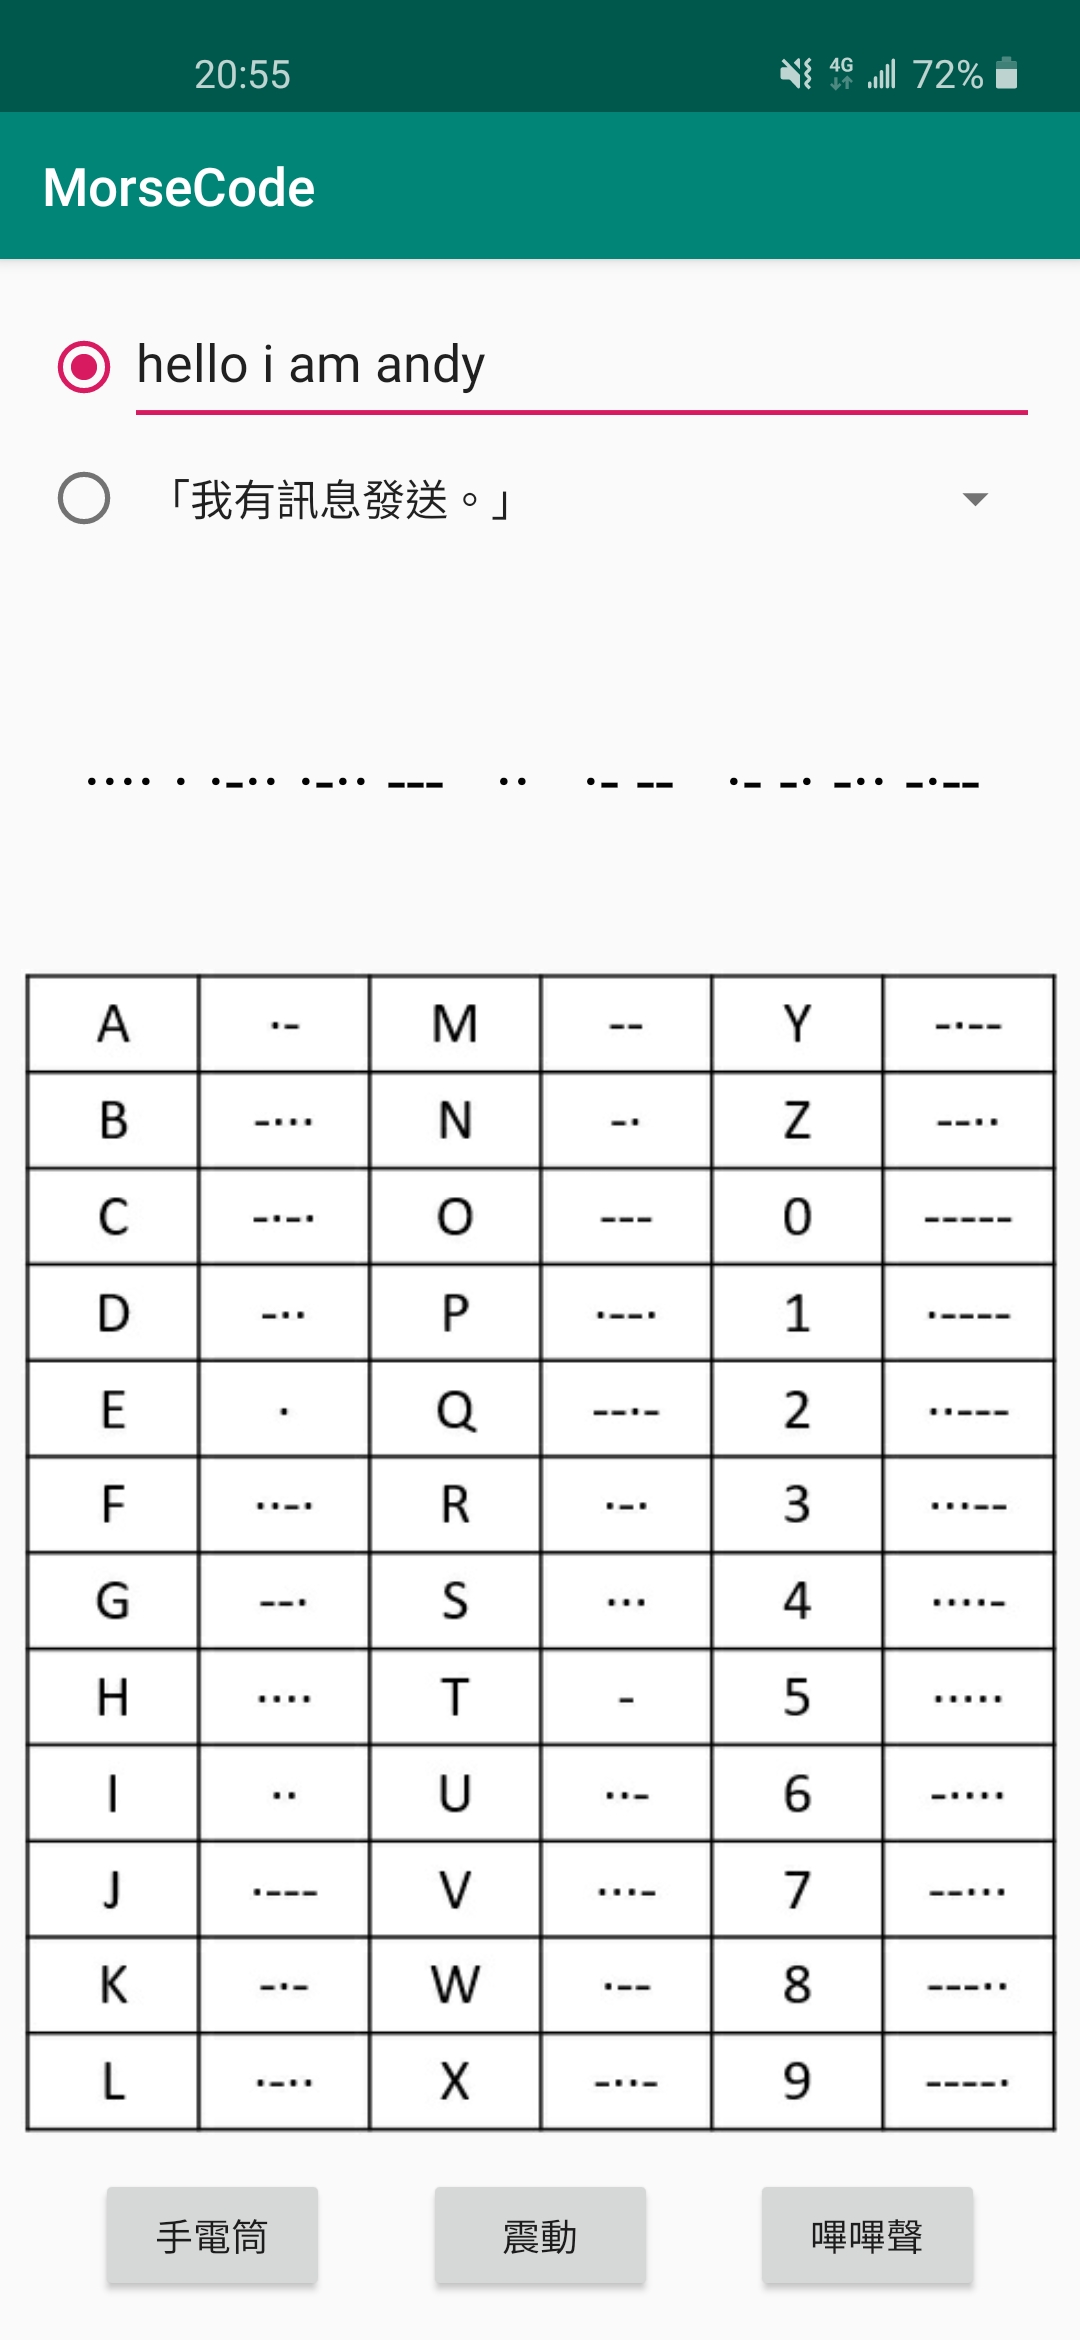 20:55 4G 72%
MorseCode
hello i am andy
「我有訊息發送。」
···· · ·-·· ·-·· --- ·· ·- -- ·- -· -·· -·--
A ·- M -- Y -·--
B -··· N -· Z --··
C -·-· O --- 0 -----
D -·· P ·--· 1 ·----
E · Q --·- 2 ··---
F ··-· R ·-· 3 ···--
G --· S ··· 4 ····-
H ···· T - 5 ·····
I ·· U ··- 6 -····
J ·--- V ···- 7 --···
K -·- W ·-- 8 ---··
L ·-·· X -··- 9 ----·
手電筒 震動 嗶嗶聲